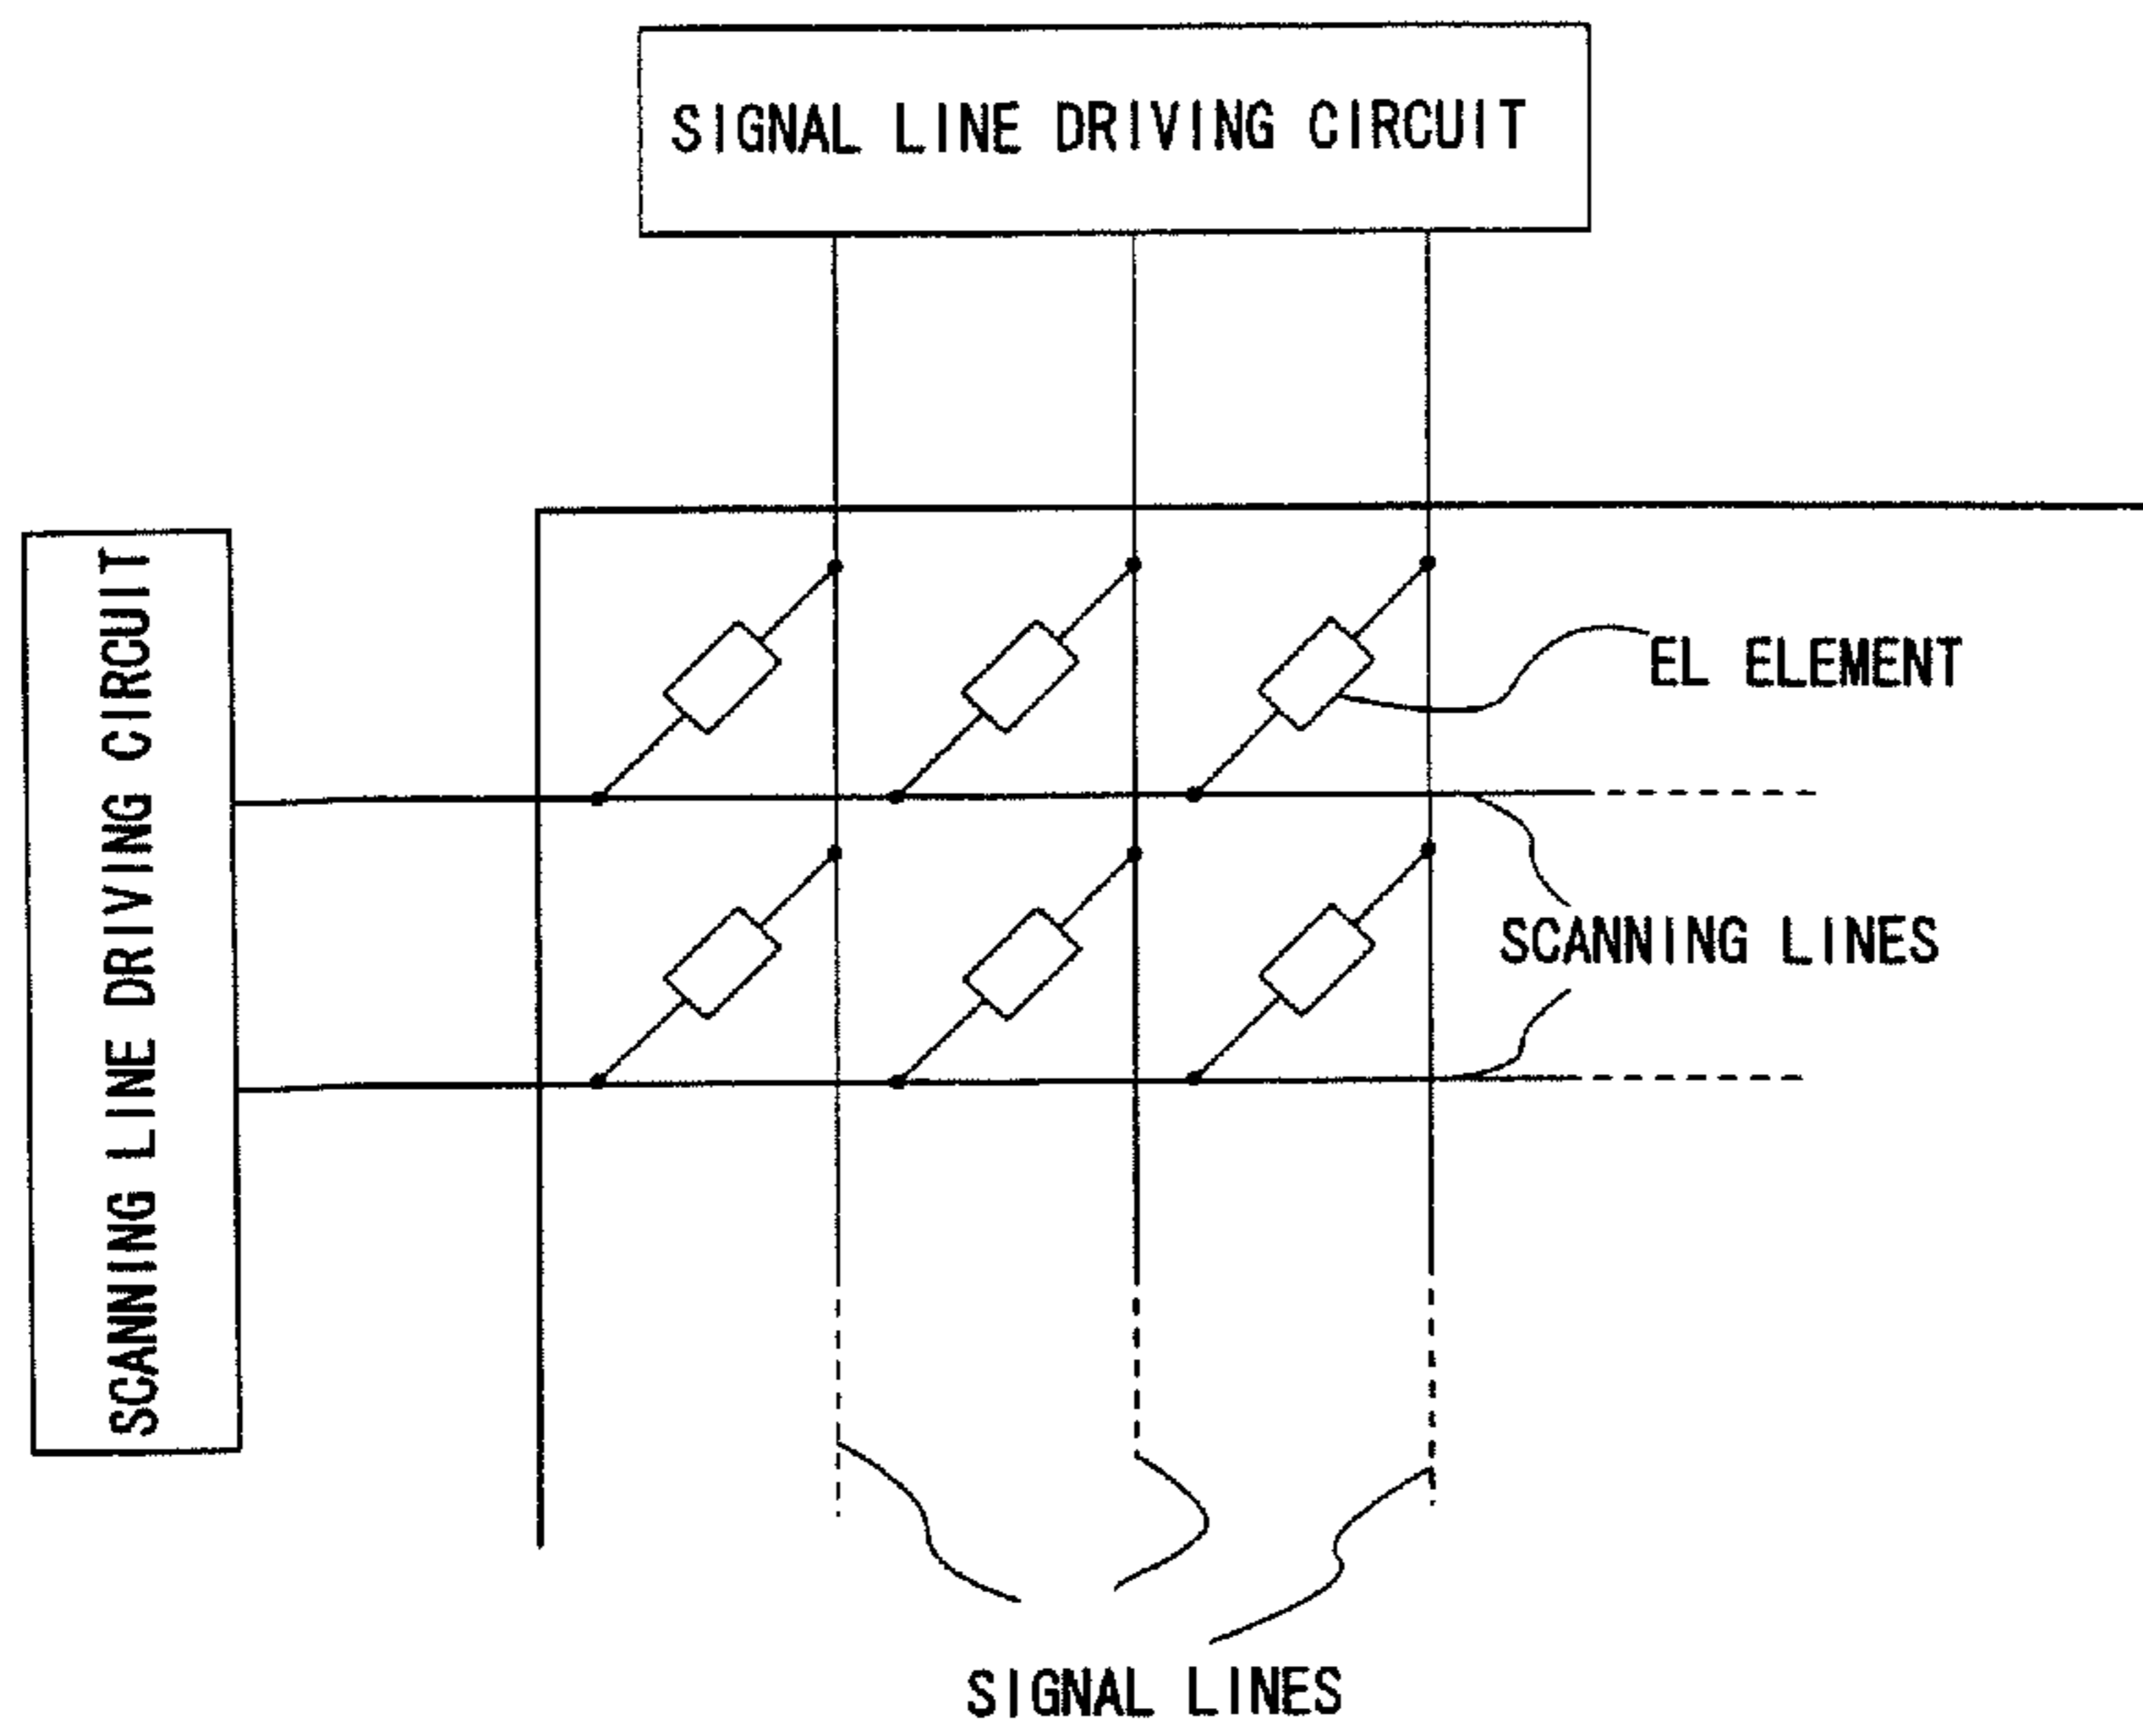 SIGNAL LINE DRIVING CIRCUIT
SCANNING LINE DRIVING CIRCUIT
EL ELEMENT
SCANNING LINES
SIGNAL LINES